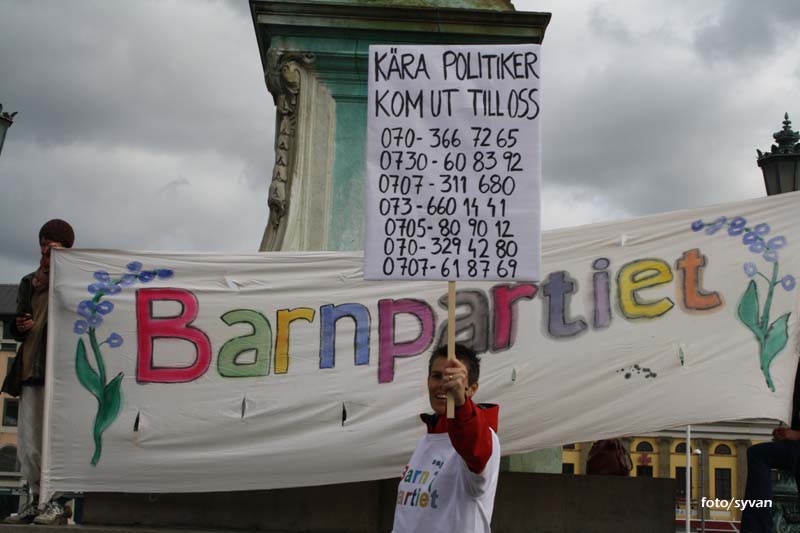 KÄRA POLITIKER
KOM UT TILL OSS
070-366 72 65
0730-60 83 92
0707-311 680
073-660 14 41
0705-80 90 12
070-329 42 80
0707-61 87 69
Barnpartiet
Barn
partiet
foto/syvan